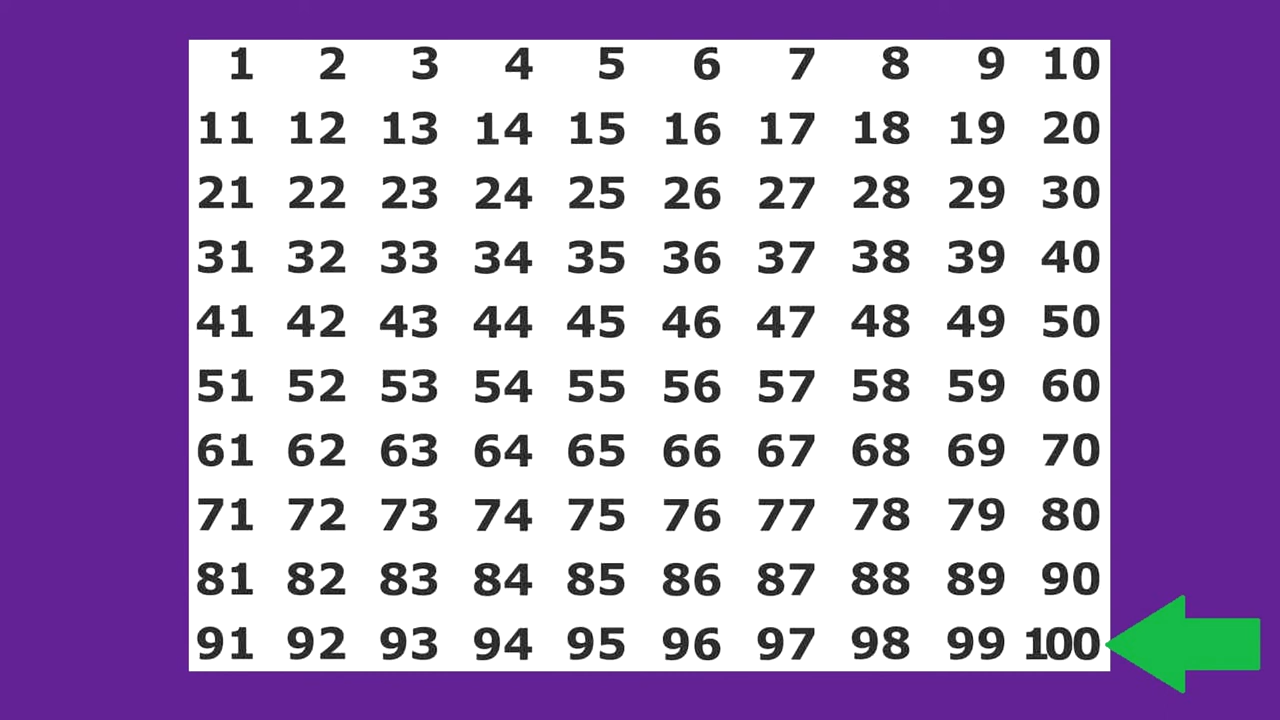 1 2 3 4 5 6 7 8 9 10
11 12 13 14 15 16 17 18 19 20
21 22 23 24 25 26 27 28 29 30
31 32 33 34 35 36 37 38 39 40
41 42 43 44 45 46 47 48 49 50
51 52 53 54 55 56 57 58 59 60
61 62 63 64 65 66 67 68 69 70
71 72 73 74 75 76 77 78 79 80
81 82 83 84 85 86 87 88 89 90
91 92 93 94 95 96 97 98 99 100